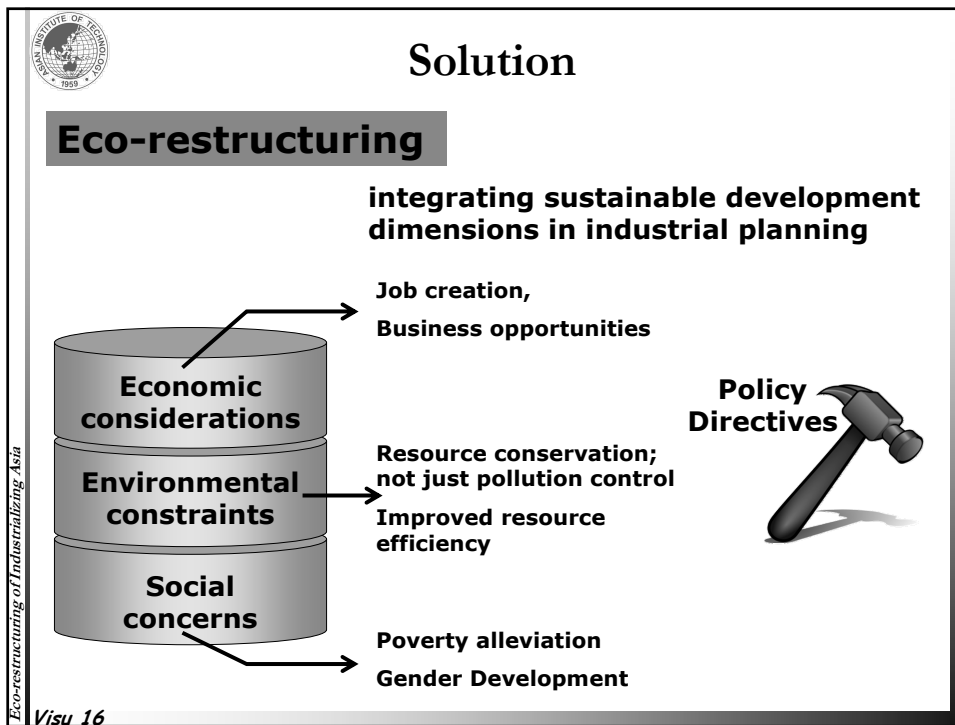 ASIAN INSTITUTE OF TECHNOLOGY
1959
Solution
Eco-restructuring
integrating sustainable development
dimensions in industrial planning
Job creation,
Business opportunities
Economic
considerations
Policy
Directives
Environmental
constraints
Resource conservation;
not just pollution control
Improved resource
efficiency
Social
concerns
Poverty alleviation
Gender Development
Eco-restructuring of Industrializing Asia
Visu 16